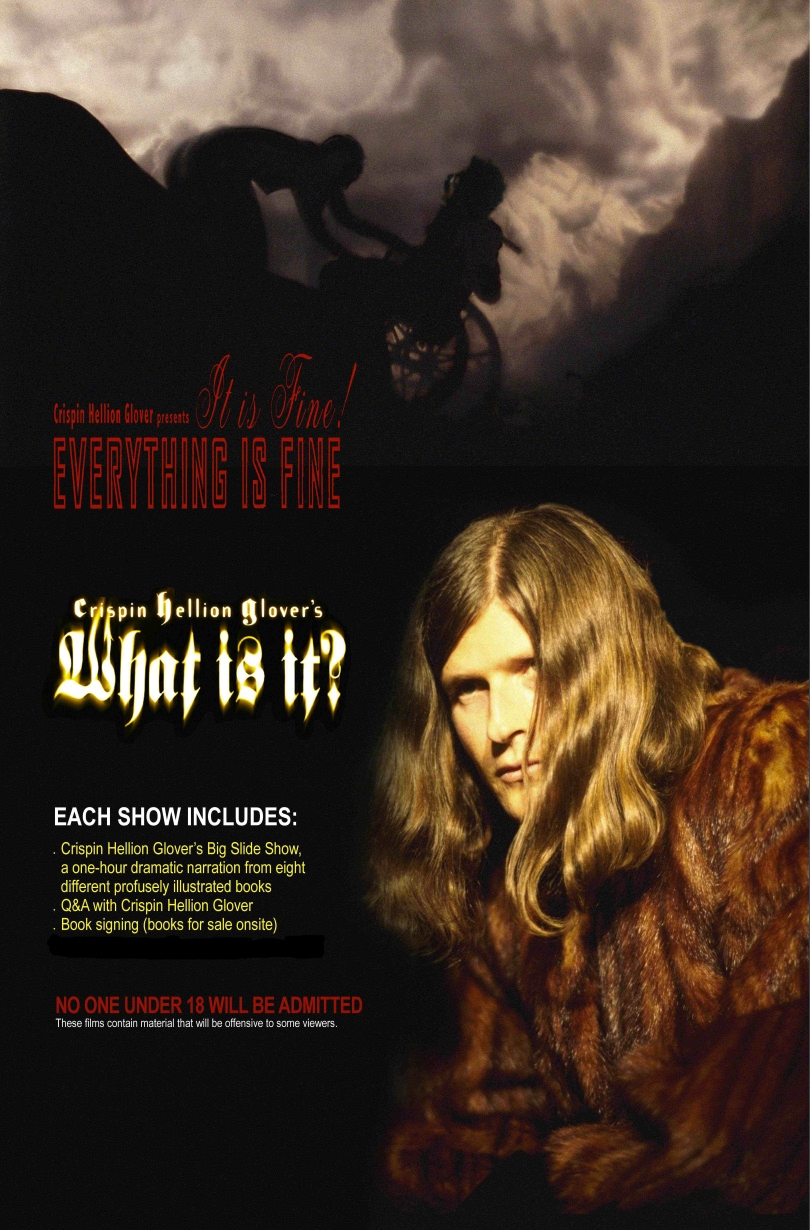 Crispin Hellion Glover presents It is Fine!
EVERYTHING IS FINE
crispin hellion glover's
What is it?
EACH SHOW INCLUDES:
. Crispin Hellion Glover's Big Slide Show,
a one-hour dramatic narration from eight
different profusely illustrated books
. Q&A with Crispin Hellion Glover
. Book signing (books for sale onsite)
NO ONE UNDER 18 WILL BE ADMITTED
These films contain material that will be offensive to some viewers.